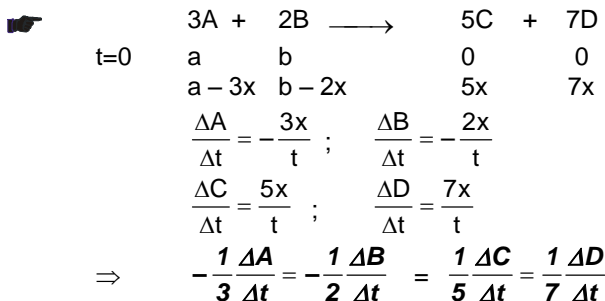 3A + 2B ⟶ 5C + 7D
t=0 a b 0 0
a – 3x b – 2x 5x 7x
ΔA/Δt = – 3x/t ; ΔB/Δt = – 2x/t
ΔC/Δt = 5x/t ; ΔD/Δt = 7x/t
⇒ – 1/3 ΔA/Δt = – 1/2 ΔB/Δt = 1/5 ΔC/Δt = 1/7 ΔD/Δt